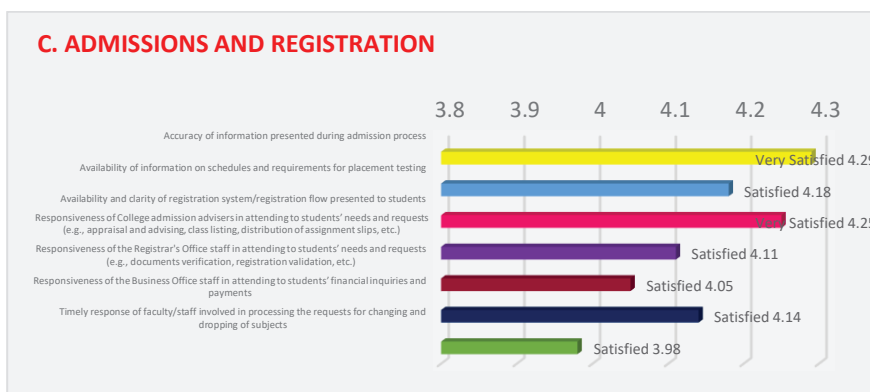 C. ADMISSIONS AND REGISTRATION
3.8 3.9 4 4.1 4.2 4.3
Accuracy of information presented during admission process
Very Satisfied 4.29
Availability of information on schedules and requirements for placement testing
Satisfied 4.18
Availability and clarity of registration system/registration flow presented to students
Very Satisfied 4.25
Responsiveness of College admission advisers in attending to students' needs and requests
(e.g., appraisal and advising, class listing, distribution of assignment slips, etc.)
Satisfied 4.11
Responsiveness of the Registrar's Office staff in attending to students' needs and requests
(e.g., documents verification, registration validation, etc.)
Satisfied 4.05
Responsiveness of the Business Office staff in attending to students' financial inquiries and
payments
Satisfied 4.14
Timely response of faculty/staff involved in processing the requests for changing and
dropping of subjects
Satisfied 3.98